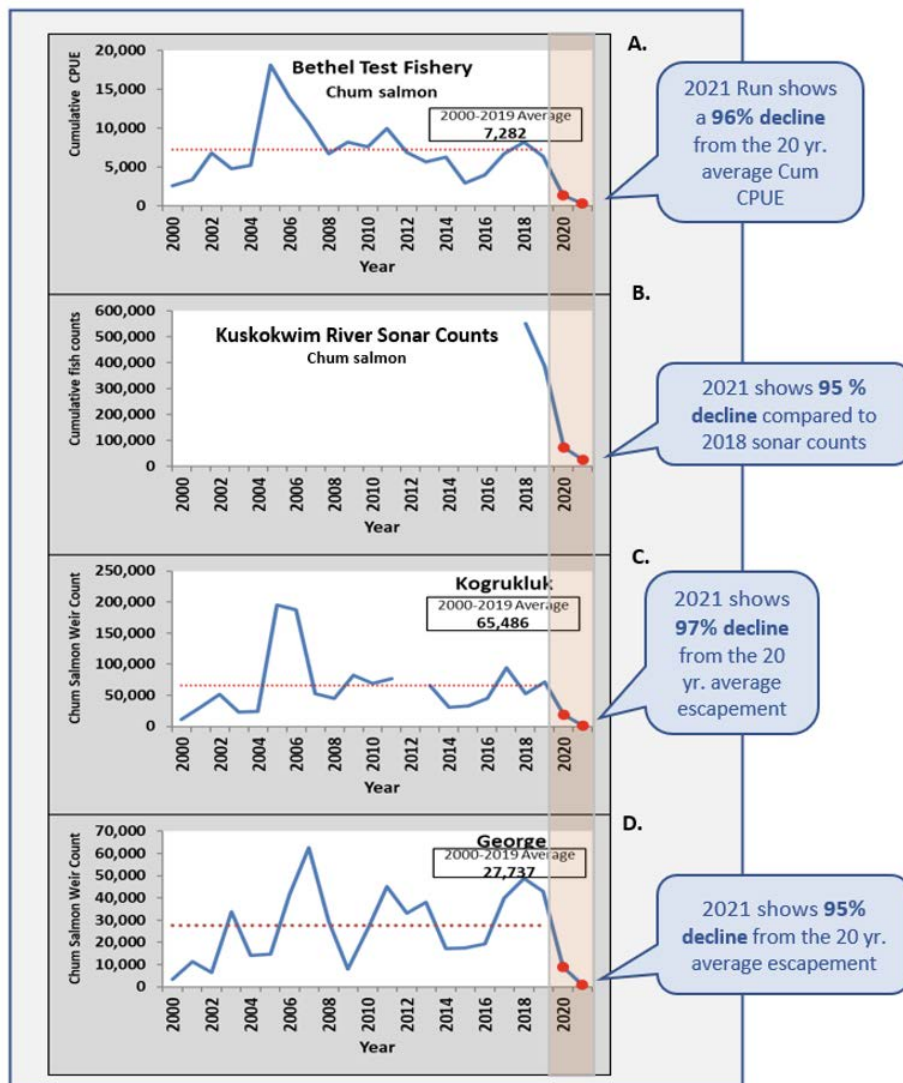 A.
20,000
15,000
10,000
5,000
0
Cumulative CPUE
Bethel Test Fishery
Chum salmon
2000-2019 Average
7,282
2000
2002
2004
2006
2008
2010
2012
2014
2016
2018
2020
Year
2021 Run shows
a 96% decline
from the 20 yr.
average Cum
CPUE
B.
600,000
500,000
400,000
300,000
200,000
100,000
0
Cumulative fish counts
Kuskokwim River Sonar Counts
Chum salmon
2000
2002
2004
2006
2008
2010
2012
2014
2016
2018
2020
Year
2021 shows 95 %
decline compared to
2018 sonar counts
C.
250,000
200,000
150,000
100,000
50,000
0
Chum Salmon Weir Count
Kogrukluk
2000-2019 Average
65,486
2000
2002
2004
2006
2008
2010
2012
2014
2016
2018
2020
Year
2021 shows
97% decline
from the 20
yr. average
escapement
D.
70,000
60,000
50,000
40,000
30,000
20,000
10,000
0
Chum Salmon Weir Count
George
2000-2019 Average
27,737
2000
2002
2004
2006
2008
2010
2012
2014
2016
2018
2020
Year
2021 shows 95%
decline from the 20 yr.
average escapement